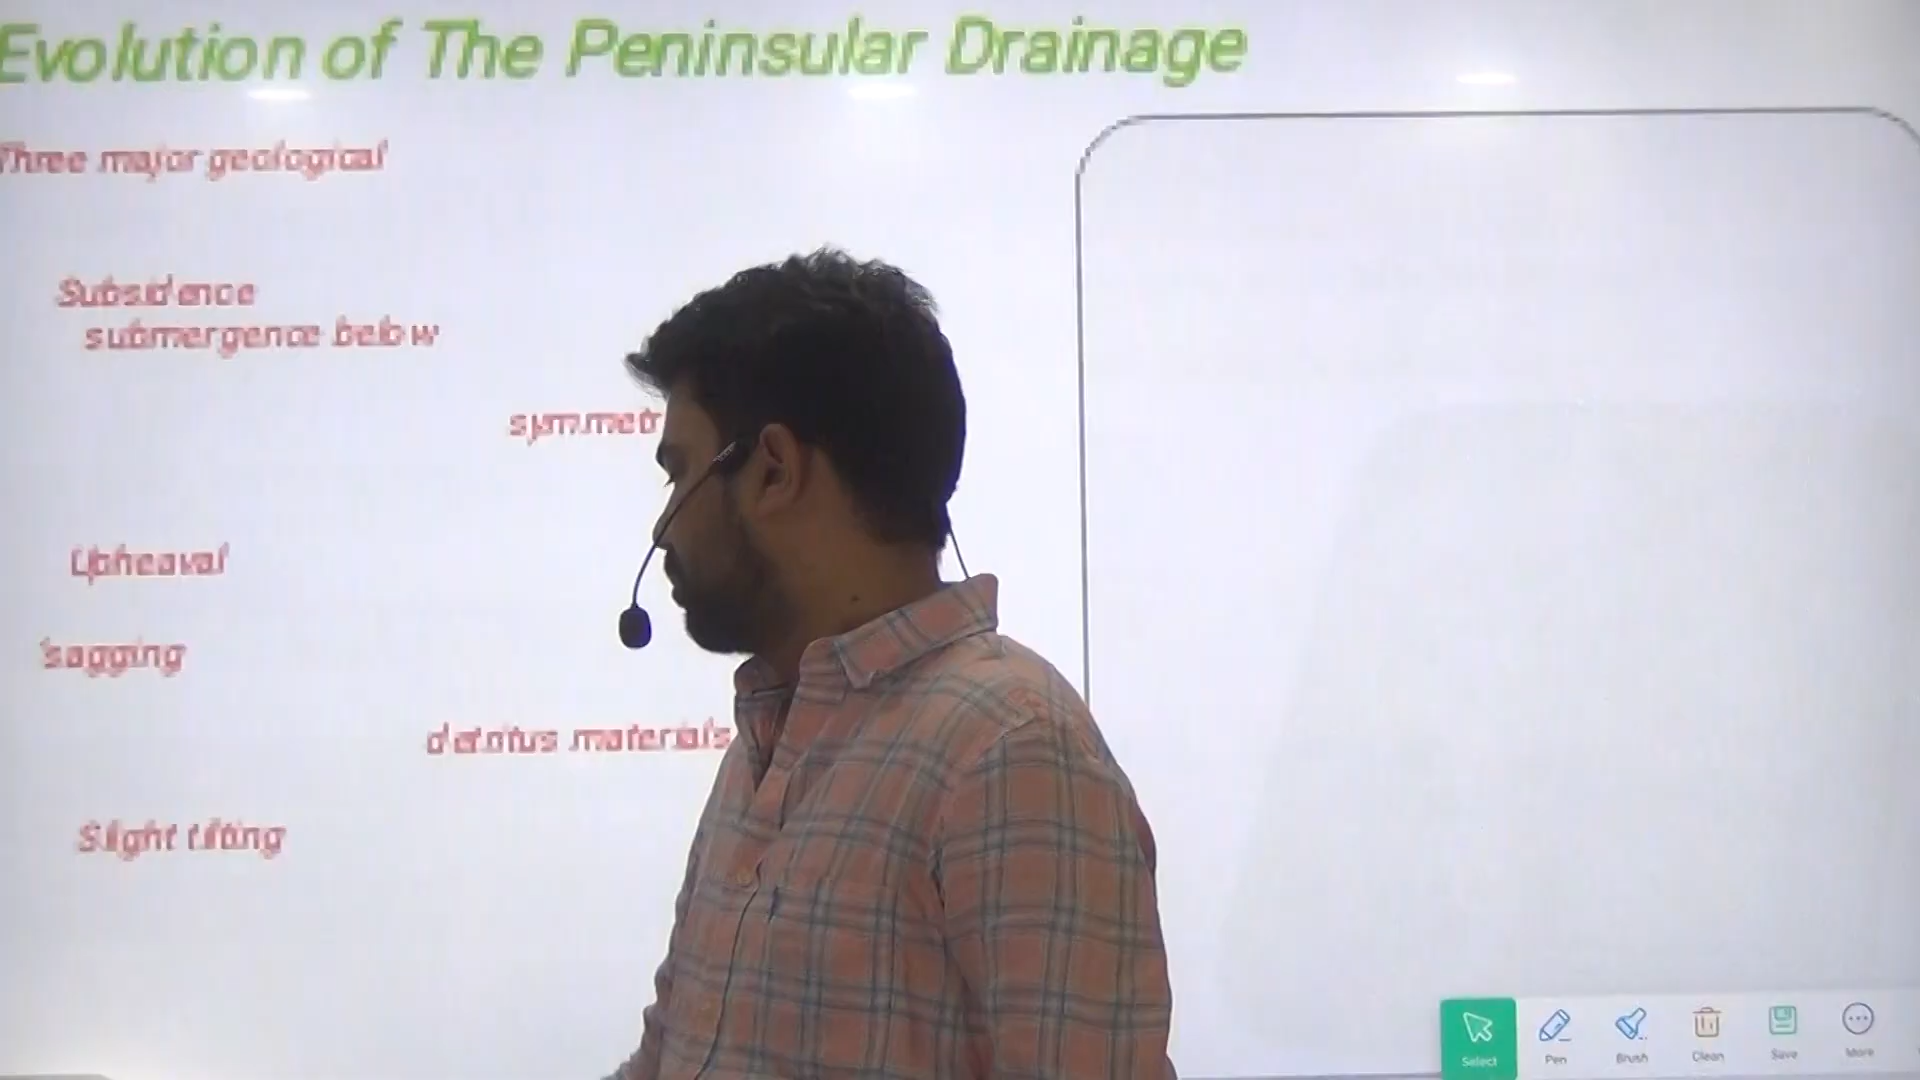 Evolution of The Peninsular Drainage
Three major geological
Subsidence
submergence below
symmetr
Upheaval
'sagging
detritus materials
Slight tilting
Select
Pen
Brush
Clean
Save
More